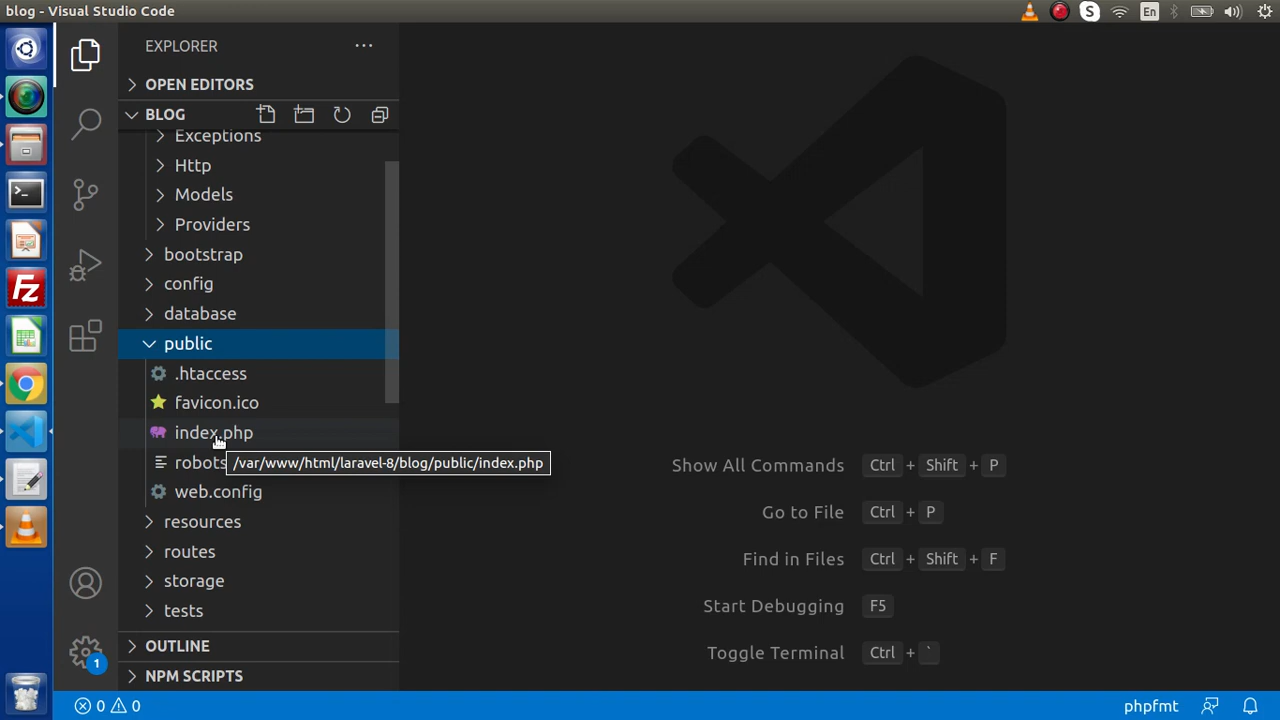 blog - Visual Studio Code
En
EXPLORER
OPEN EDITORS
BLOG
Exceptions
Http
Models
Providers
bootstrap
config
database
public
.htaccess
favicon.ico
index.php
robots
/var/www/html/laravel-8/blog/public/index.php
web.config
resources
routes
storage
tests
OUTLINE
NPM SCRIPTS
Show All Commands Ctrl + Shift + P
Go to File Ctrl + P
Find in Files Ctrl + Shift + F
Start Debugging F5
Toggle Terminal Ctrl + `
1
0 0
phpfmt